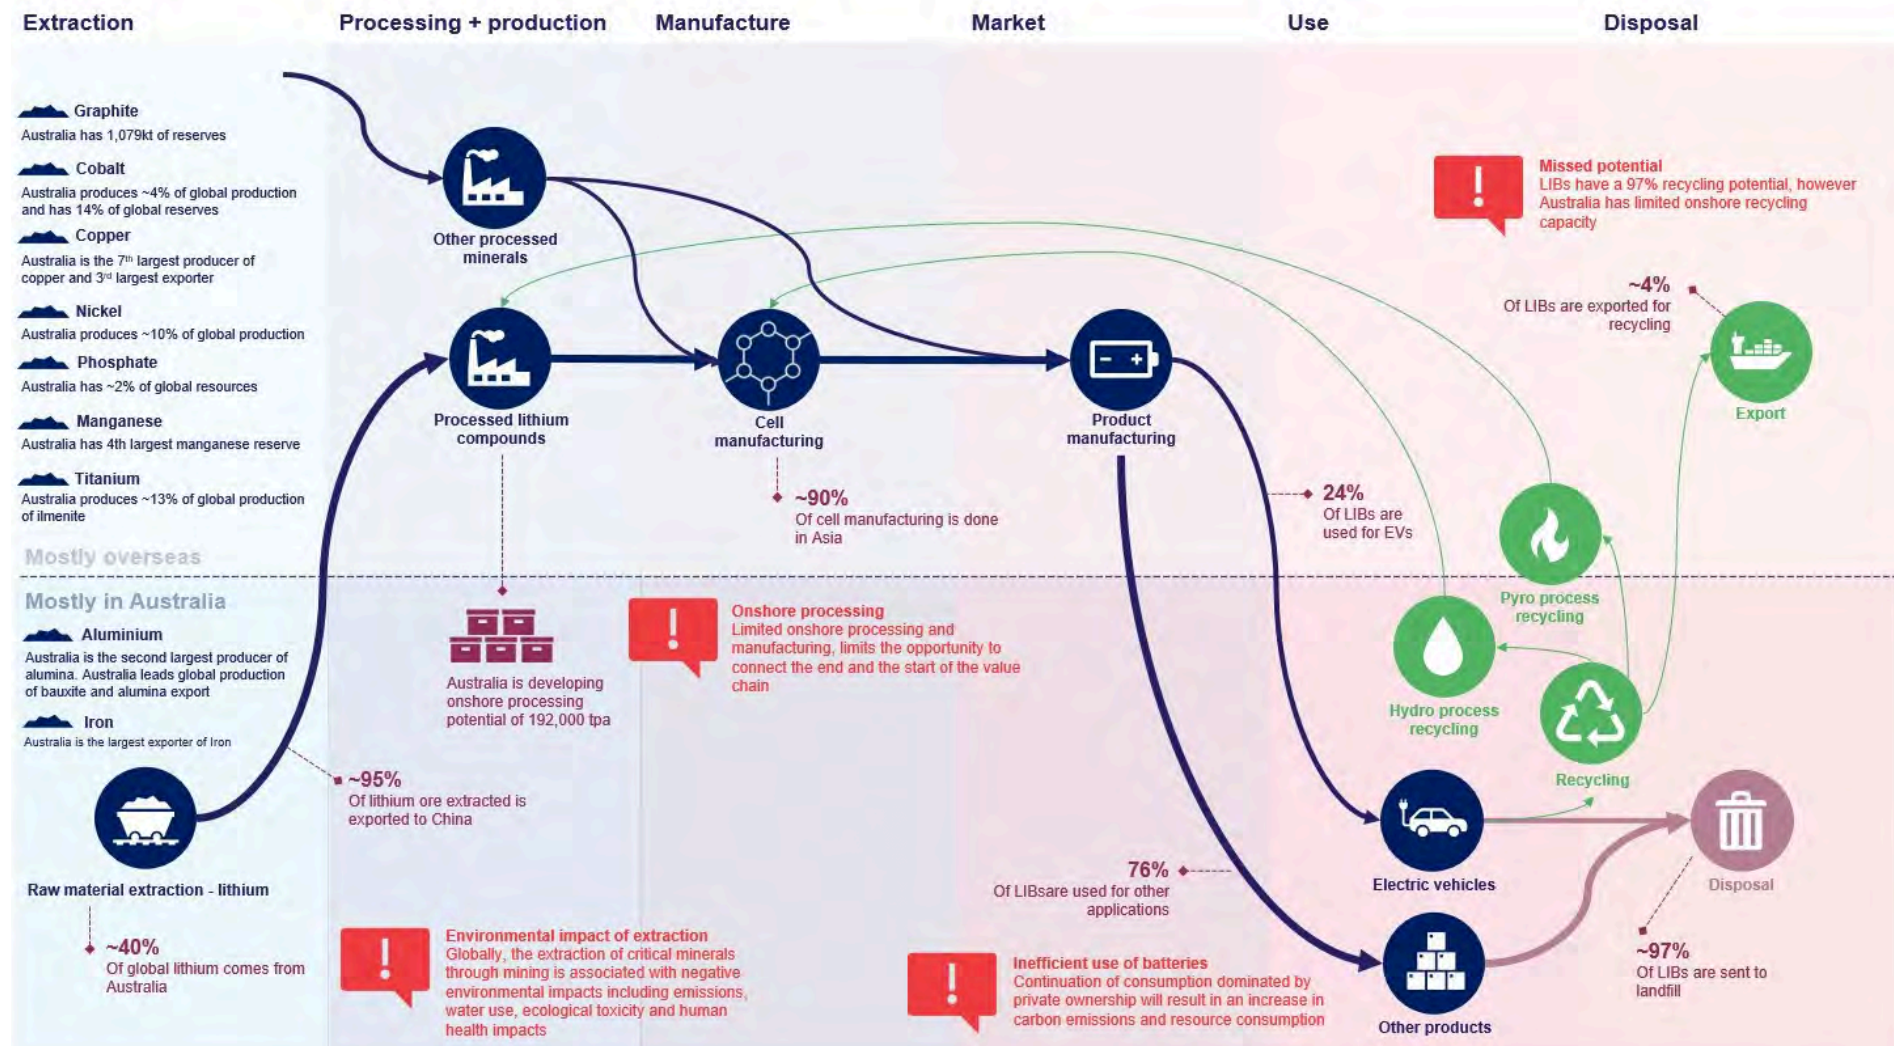 Extraction
Processing + production
Manufacture
Market
Use
Disposal
Graphite
Australia has 1,079kt of reserves
Cobalt
Australia produces ~4% of global production
and has 14% of global reserves
Copper
Australia is the 7th largest producer of
copper and 3rd largest exporter
Nickel
Australia produces ~10% of global production
Phosphate
Australia has ~2% of global resources
Manganese
Australia has 4th largest manganese reserve
Titanium
Australia produces ~13% of global production
of ilmenite
Mostly overseas
Mostly in Australia
Aluminium
Australia is the second largest producer of
alumina. Australia leads global production
of bauxite and alumina export
Iron
Australia is the largest exporter of Iron
Raw material extraction - lithium
~40%
Of global lithium comes from
Australia
Other processed
minerals
Processed lithium
compounds
Australia is developing
onshore processing
potential of 192,000 tpa
~95%
Of lithium ore extracted is
exported to China
Environmental impact of extraction
Globally, the extraction of critical minerals
through mining is associated with negative
environmental impacts including emissions,
water use, ecological toxicity and human
health impacts
Cell
manufacturing
~90%
Of cell manufacturing is done
in Asia
Onshore processing
Limited onshore processing and
manufacturing, limits the opportunity to
connect the end and the start of the value
chain
Product
manufacturing
24%
Of LIBs are
used for EVs
76%
Of LIBsare used for other
applications
Inefficient use of batteries
Continuation of consumption dominated by
private ownership will result in an increase in
carbon emissions and resource consumption
Missed potential
LIBs have a 97% recycling potential, however
Australia has limited onshore recycling
capacity
~4%
Of LIBs are exported for
recycling
Export
Pyro process
recycling
Hydro process
recycling
Recycling
Electric vehicles
Other products
Disposal
~97%
Of LIBs are sent to
landfill